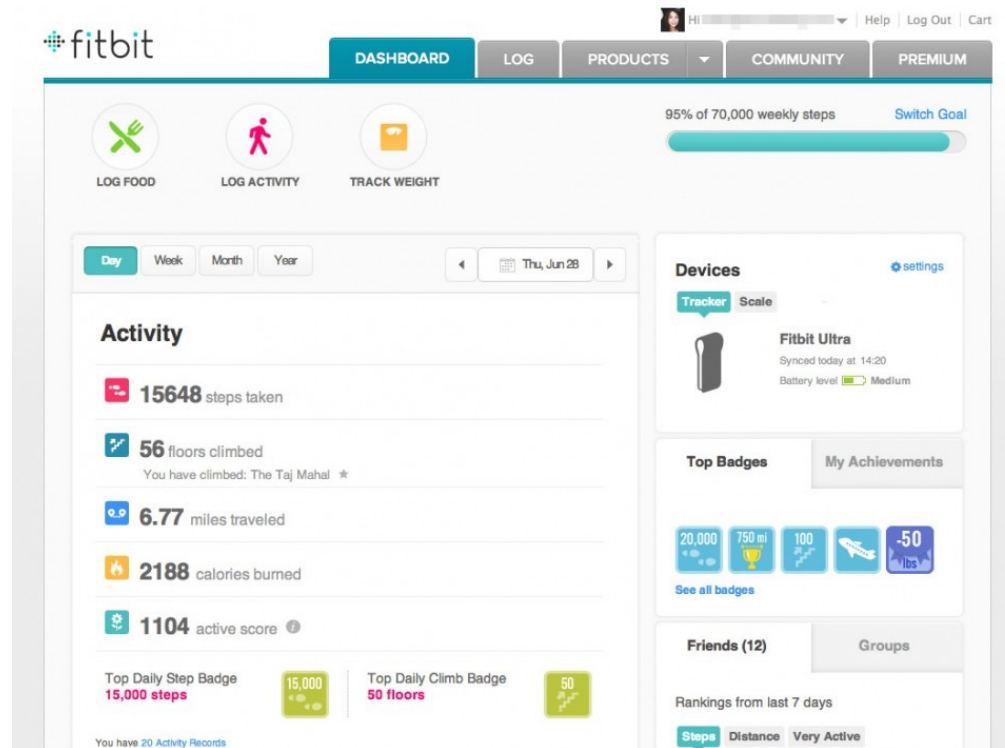 Hi
Help
Log Out
Cart
fitbit
DASHBOARD
LOG
PRODUCTS
COMMUNITY
PREMIUM
95% of 70,000 weekly steps
Switch Goal
LOG FOOD
LOG ACTIVITY
TRACK WEIGHT
Day
Week
Month
Year
Thu, Jun 28
Activity
15648 steps taken
56 floors climbed
You have climbed: The Taj Mahal
6.77 miles traveled
2188 calories burned
1104 active score
Top Daily Step Badge
15,000 steps
15,000
Top Daily Climb Badge
50 floors
50
You have 20 Activity Records
Devices
settings
Tracker
Scale
Fitbit Ultra
Synced today at 14:20
Battery level Medium
Top Badges
My Achievements
20,000
750 mi
100
-50
lbs
See all badges
Friends (12)
Groups
Rankings from last 7 days
Steps
Distance
Very Active